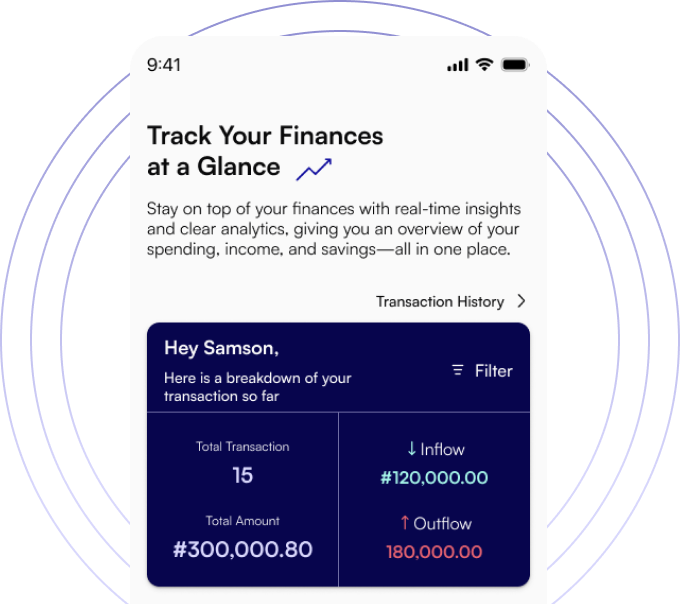 9:41
Track Your Finances
at a Glance
Stay on top of your finances with real-time insights
and clear analytics, giving you an overview of your
spending, income, and savings—all in one place.
Transaction History
Hey Samson,
Here is a breakdown of your
transaction so far
Filter
Total Transaction
15
Total Amount
#300,000.80
↓ Inflow
#120,000.00
↑ Outflow
180,000.00